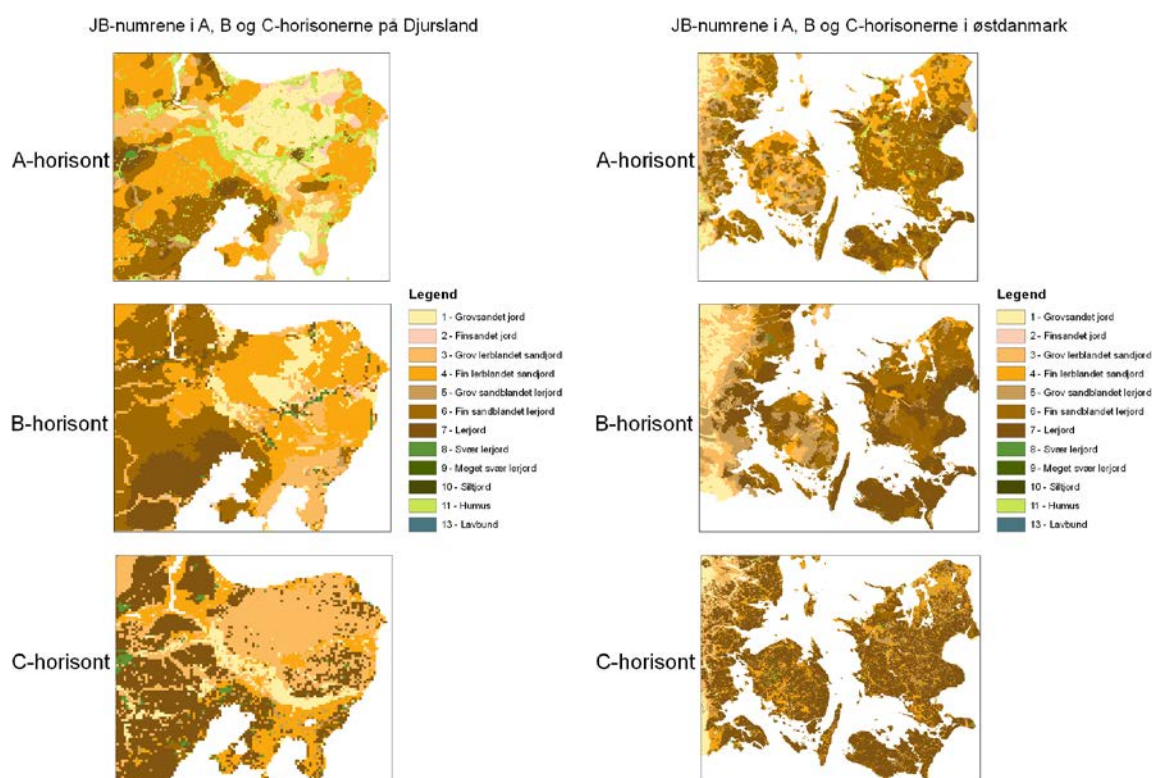 JB-numrene i A, B og C-horisonerne på Djursland
A-horisont
B-horisont
C-horisont
Legend
1 - Grovsandet jord
2 - Finsandet jord
3 - Grov lerblandet sandjord
4 - Fin lerblandet sandjord
5 - Grov sandblandet lerjord
6 - Fin sandblandet lerjord
7 - Lerjord
8 - Svær lerjord
9 - Meget svær lerjord
10 - Siltjord
11 - Humus
13 - Lavbund
JB-numrene i A, B og C-horisonerne i østdanmark
A-horisont
B-horisont
C-horisont
Legend
1 - Grovsandet jord
2 - Finsandet jord
3 - Grov lerblandet sandjord
4 - Fin lerblandet sandjord
5 - Grov sandblandet lerjord
6 - Fin sandblandet lerjord
7 - Lerjord
8 - Svær lerjord
9 - Meget svær lerjord
10 - Siltjord
11 - Humus
13 - Lavbund